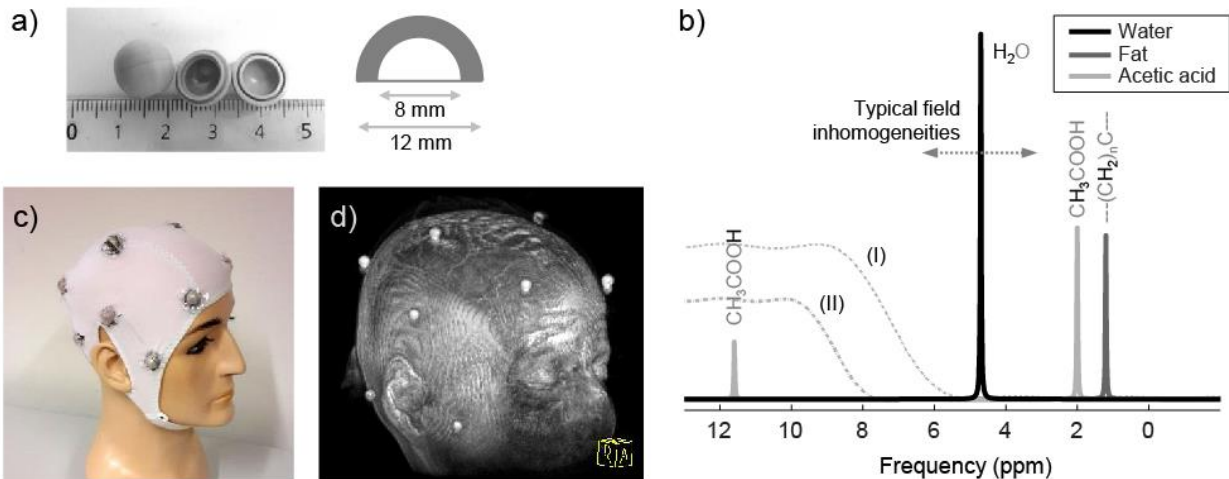 a)
0 1 2 3 4 5
8 mm
12 mm
b)
Water
Fat
Acetic acid
H₂O
Typical field
inhomogeneities
CH₃COOH
---(CH₂)ₙC---
(I)
(II)
CH₃COOH
12 10 8 6 4 2 0
Frequency (ppm)
c)
d)
R